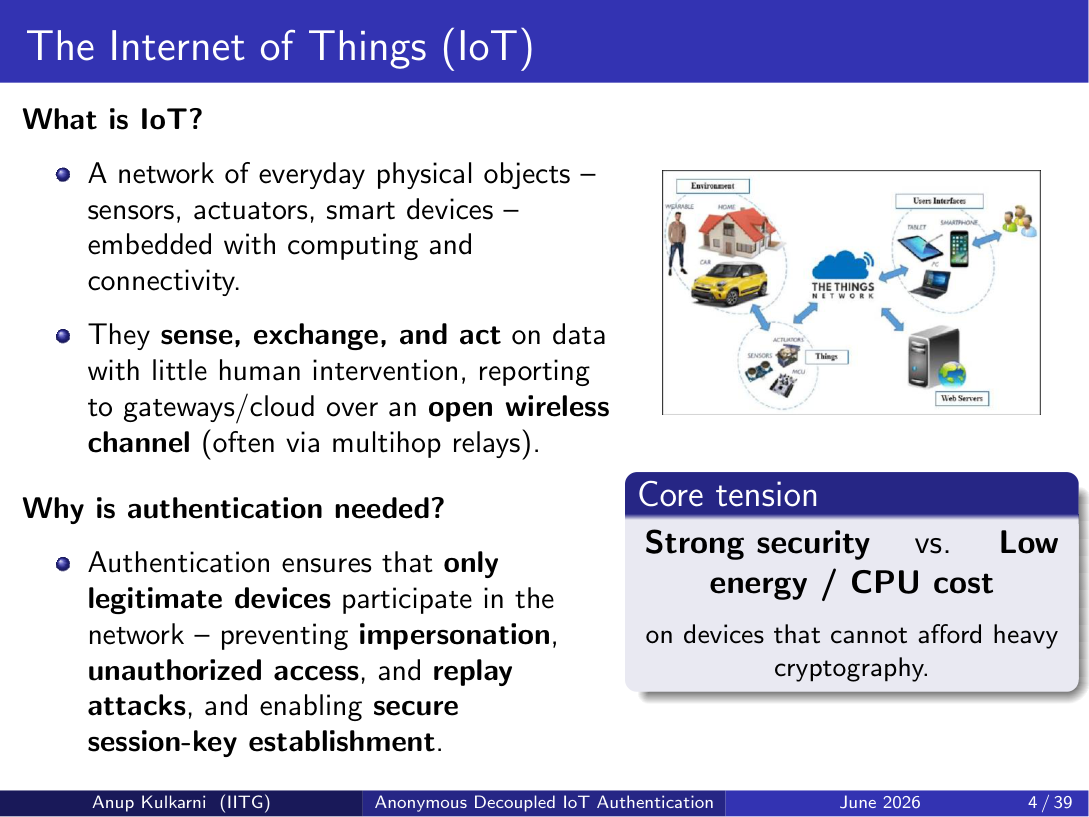 The Internet of Things (IoT)
What is IoT?
A network of everyday physical objects –
sensors, actuators, smart devices –
embedded with computing and
connectivity.
They sense, exchange, and act on data
with little human intervention, reporting
to gateways/cloud over an open wireless
channel (often via multihop relays).
Why is authentication needed?
Authentication ensures that only
legitimate devices participate in the
network – preventing impersonation,
unauthorized access, and replay
attacks, and enabling secure
session-key establishment.
Environment
WEARABLE
HOME
CAR
Users Interfaces
TABLET
SMARTPHONE
PC
THE THINGS
NETWORK
ACTUATORS
SENSORS
Things
MCU
Web Servers
Core tension
Strong security vs. Low
energy / CPU cost
on devices that cannot afford heavy
cryptography.
Anup Kulkarni (IITG)
Anonymous Decoupled IoT Authentication
June 2026
4 / 39